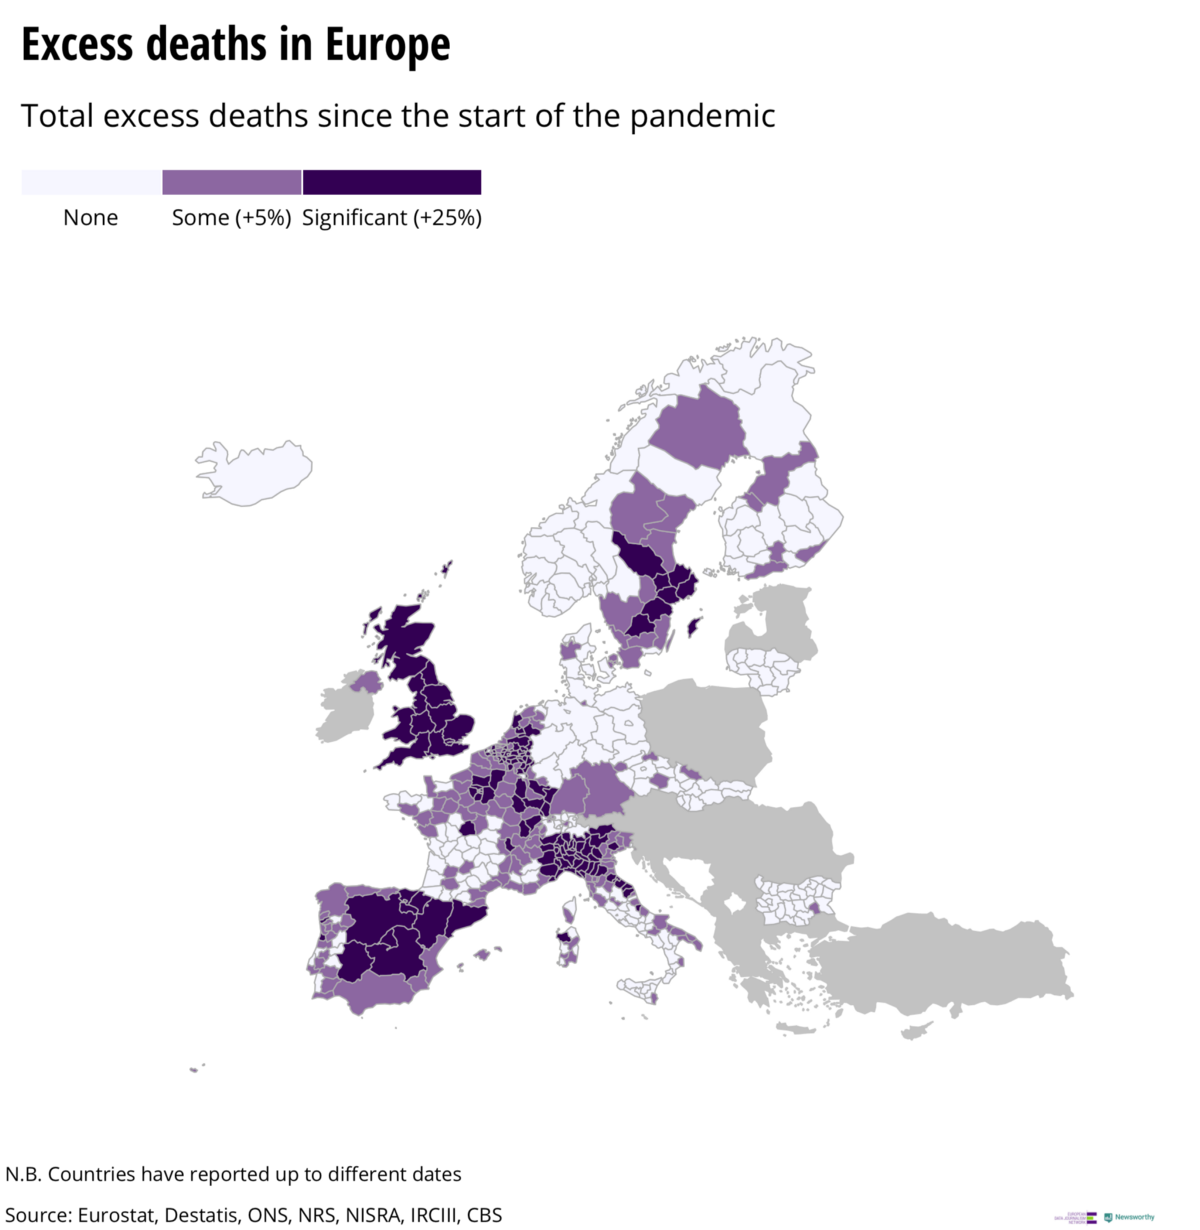 Excess deaths in Europe
Total excess deaths since the start of the pandemic
None Some (+5%) Significant (+25%)
N.B. Countries have reported up to different dates
Source: Eurostat, Destatis, ONS, NRS, NISRA, IRCIII, CBS
EUROPEAN
DATA JOURNALISM
NETWORK
Newsworthy